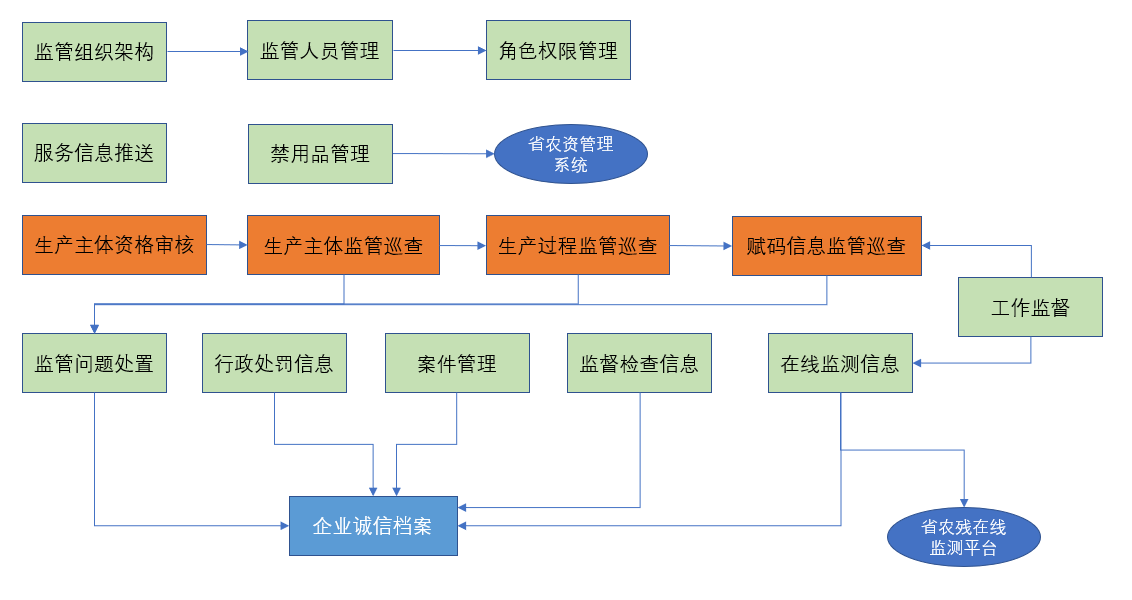 监管组织架构
监管人员管理
角色权限管理
服务信息推送
禁用品管理
省农资管理
系统
生产主体资格审核
生产主体监管巡查
生产过程监管巡查
赋码信息监管巡查
工作监督
监管问题处置
行政处罚信息
案件管理
监督检查信息
在线监测信息
企业诚信档案
省农残在线
监测平台